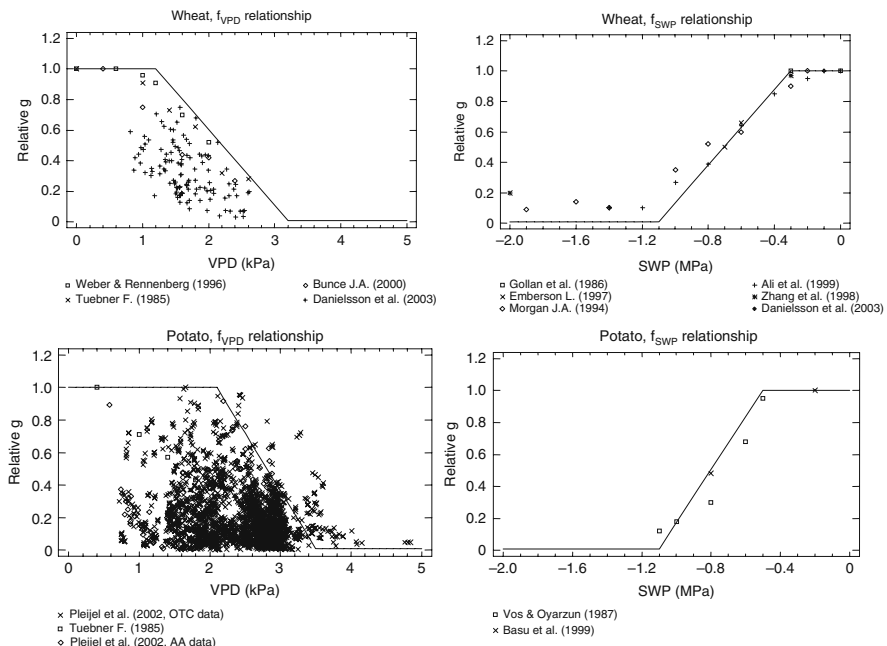 Wheat, fVPD relationship
1.2
1.0
0.8
0.6
0.4
0.2
0
Relative g
0 1 2 3 4 5
VPD (kPa)
Weber & Rennenberg (1996)
Tuebner F. (1985)
Bunce J.A. (2000)
Danielsson et al. (2003)
Wheat, fSWP relationship
1.2
1.0
0.8
0.6
0.4
0.2
0
Relative g
−2.0 −1.6 −1.2 −0.8 −0.4 0
SWP (MPa)
Gollan et al. (1986)
Emberson L. (1997)
Morgan J.A. (1994)
Ali et al. (1999)
Zhang et al. (1998)
Danielsson et al. (2003)
Potato, fVPD relationship
1.2
1.0
0.8
0.6
0.4
0.2
0
Relative g
0 1 2 3 4 5
VPD (kPa)
Pleijel et al. (2002, OTC data)
Tuebner F. (1985)
Pleijel et al. (2002, AA data)
Potato, fSWP relationship
1.2
1.0
0.8
0.6
0.4
0.2
0
Relative g
−2.0 −1.6 −1.2 −0.8 −0.4 0
SWP (MPa)
Vos & Oyarzun (1987)
Basu et al. (1999)